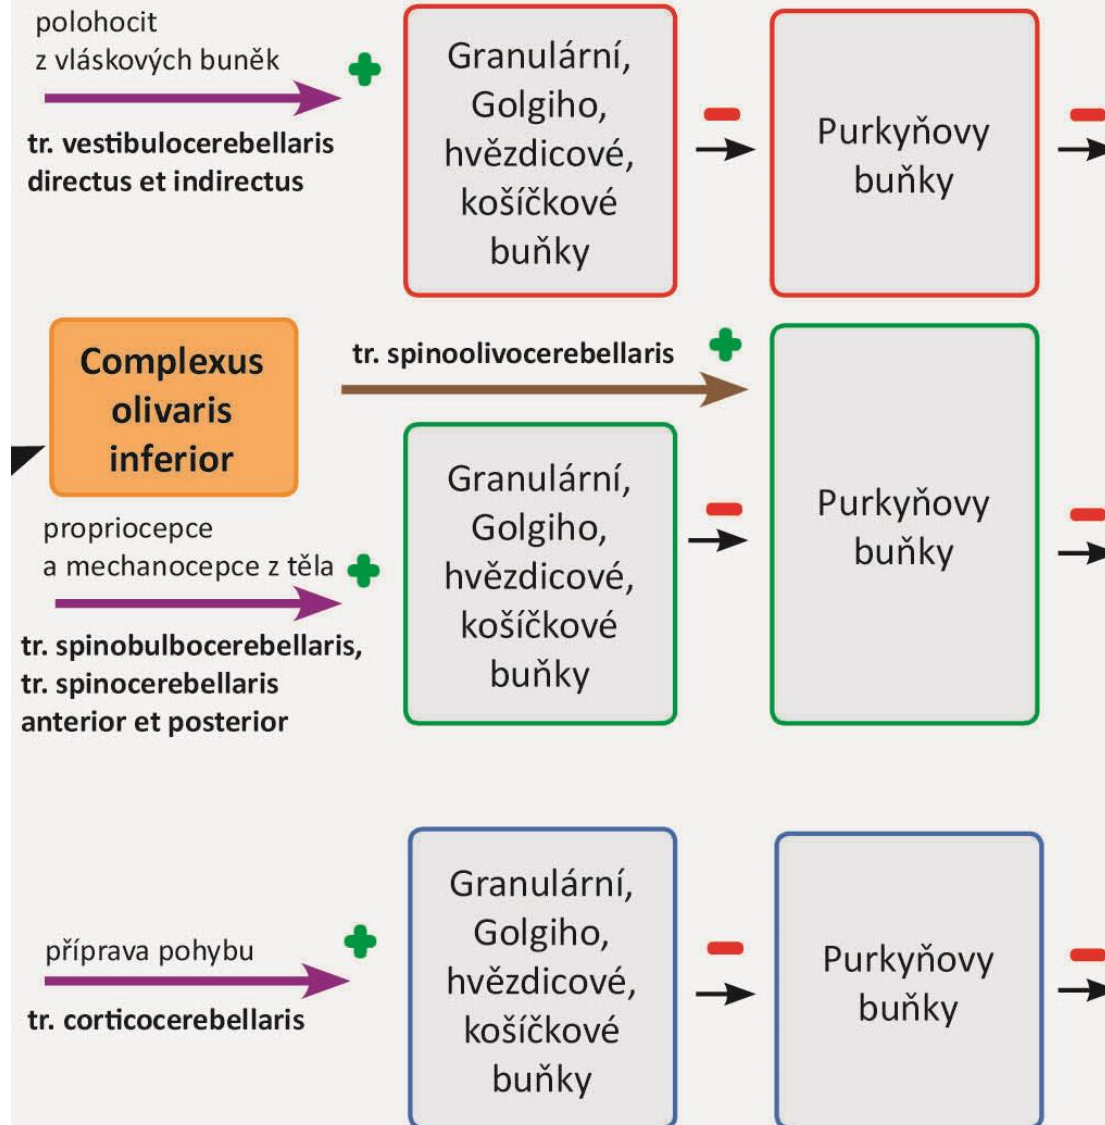 polohocit
z vláskových buněk
tr. vestibulocerebellaris
directus et indirectus
Granulární,
Golgiho,
hvězdicové,
košíčkové
buňky
Purkyňovy
buňky
Complexus
olivaris
inferior
tr. spinoolivocerebellaris
propriocepce
a mechanocepce z těla
tr. spinobulbocerebellaris,
tr. spinocerebellaris
anterior et posterior
Granulární,
Golgiho,
hvězdicové,
košíčkové
buňky
Purkyňovy
buňky
příprava pohybu
tr. corticocerebellaris
Granulární,
Golgiho,
hvězdicové,
košíčkové
buňky
Purkyňovy
buňky